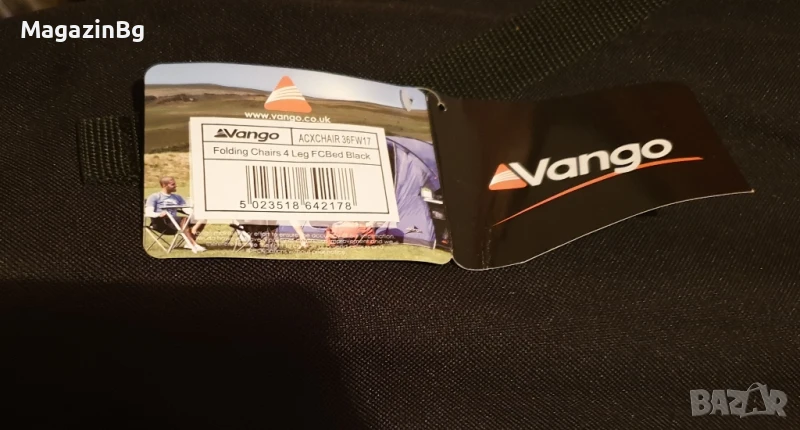 MagazinBg
www.vango.co.uk
Vango ACXCHAIR 36FW17
Folding Chairs 4 Leg FCBed Black
5 023518 642178
Vango
BAZAR